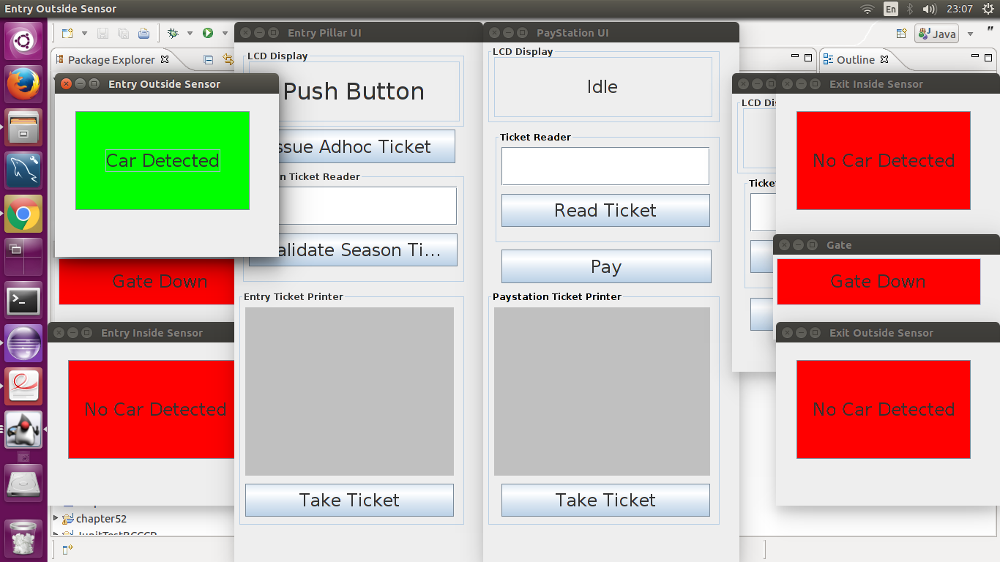 Entry Outside Sensor
En
23:07
Java
"
Package Explorer
Outline
Entry Outside Sensor
Car Detected
Gate Down
Entry Inside Sensor
No Car Detected
chapter52
JunitTestBCCCP
Entry Pillar UI
LCD Display
Push Button
ssue Adhoc Ticket
n Ticket Reader
alidate Season Ti...
Entry Ticket Printer
Take Ticket
PayStation UI
LCD Display
Idle
Ticket Reader
Read Ticket
Pay
Paystation Ticket Printer
Take Ticket
LCD Di
Ticke
Exit Inside Sensor
No Car Detected
Gate
Gate Down
Exit Outside Sensor
No Car Detected